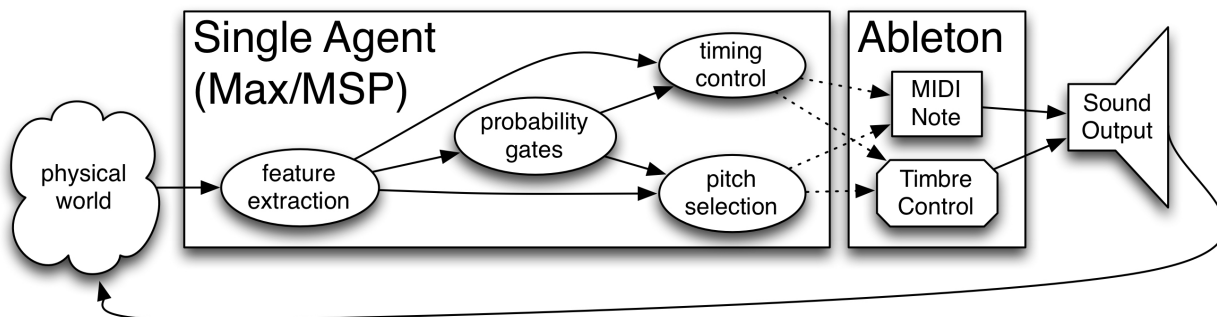 Single Agent
(Max/MSP)
Ableton
physical
world
feature
extraction
probability
gates
timing
control
pitch
selection
MIDI
Note
Timbre
Control
Sound
Output